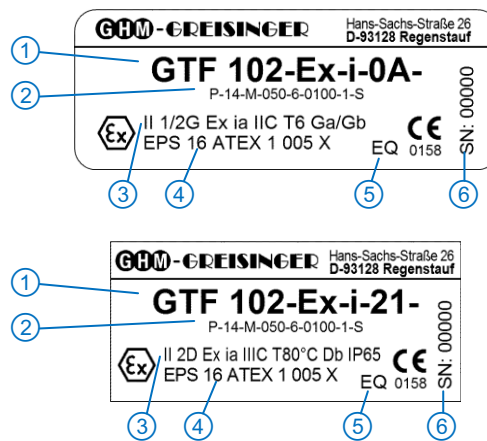 GHM-GREISINGER Hans-Sachs-Straße 26
D-93128 Regenstauf
1 GTF 102-Ex-i-0A-
2 P-14-M-050-6-0100-1-S
Ex II 1/2G Ex ia IIC T6 Ga/Gb
EPS 16 ATEX 1 005 X EQ CE 0158
SN: 00000
3 4 5 6
GHM-GREISINGER Hans-Sachs-Straße 26
D-93128 Regenstauf
1 GTF 102-Ex-i-21-
2 P-14-M-050-6-0100-1-S
Ex II 2D Ex ia IIIC T80°C Db IP65
EPS 16 ATEX 1 005 X EQ CE 0158
SN: 00000
3 4 5 6